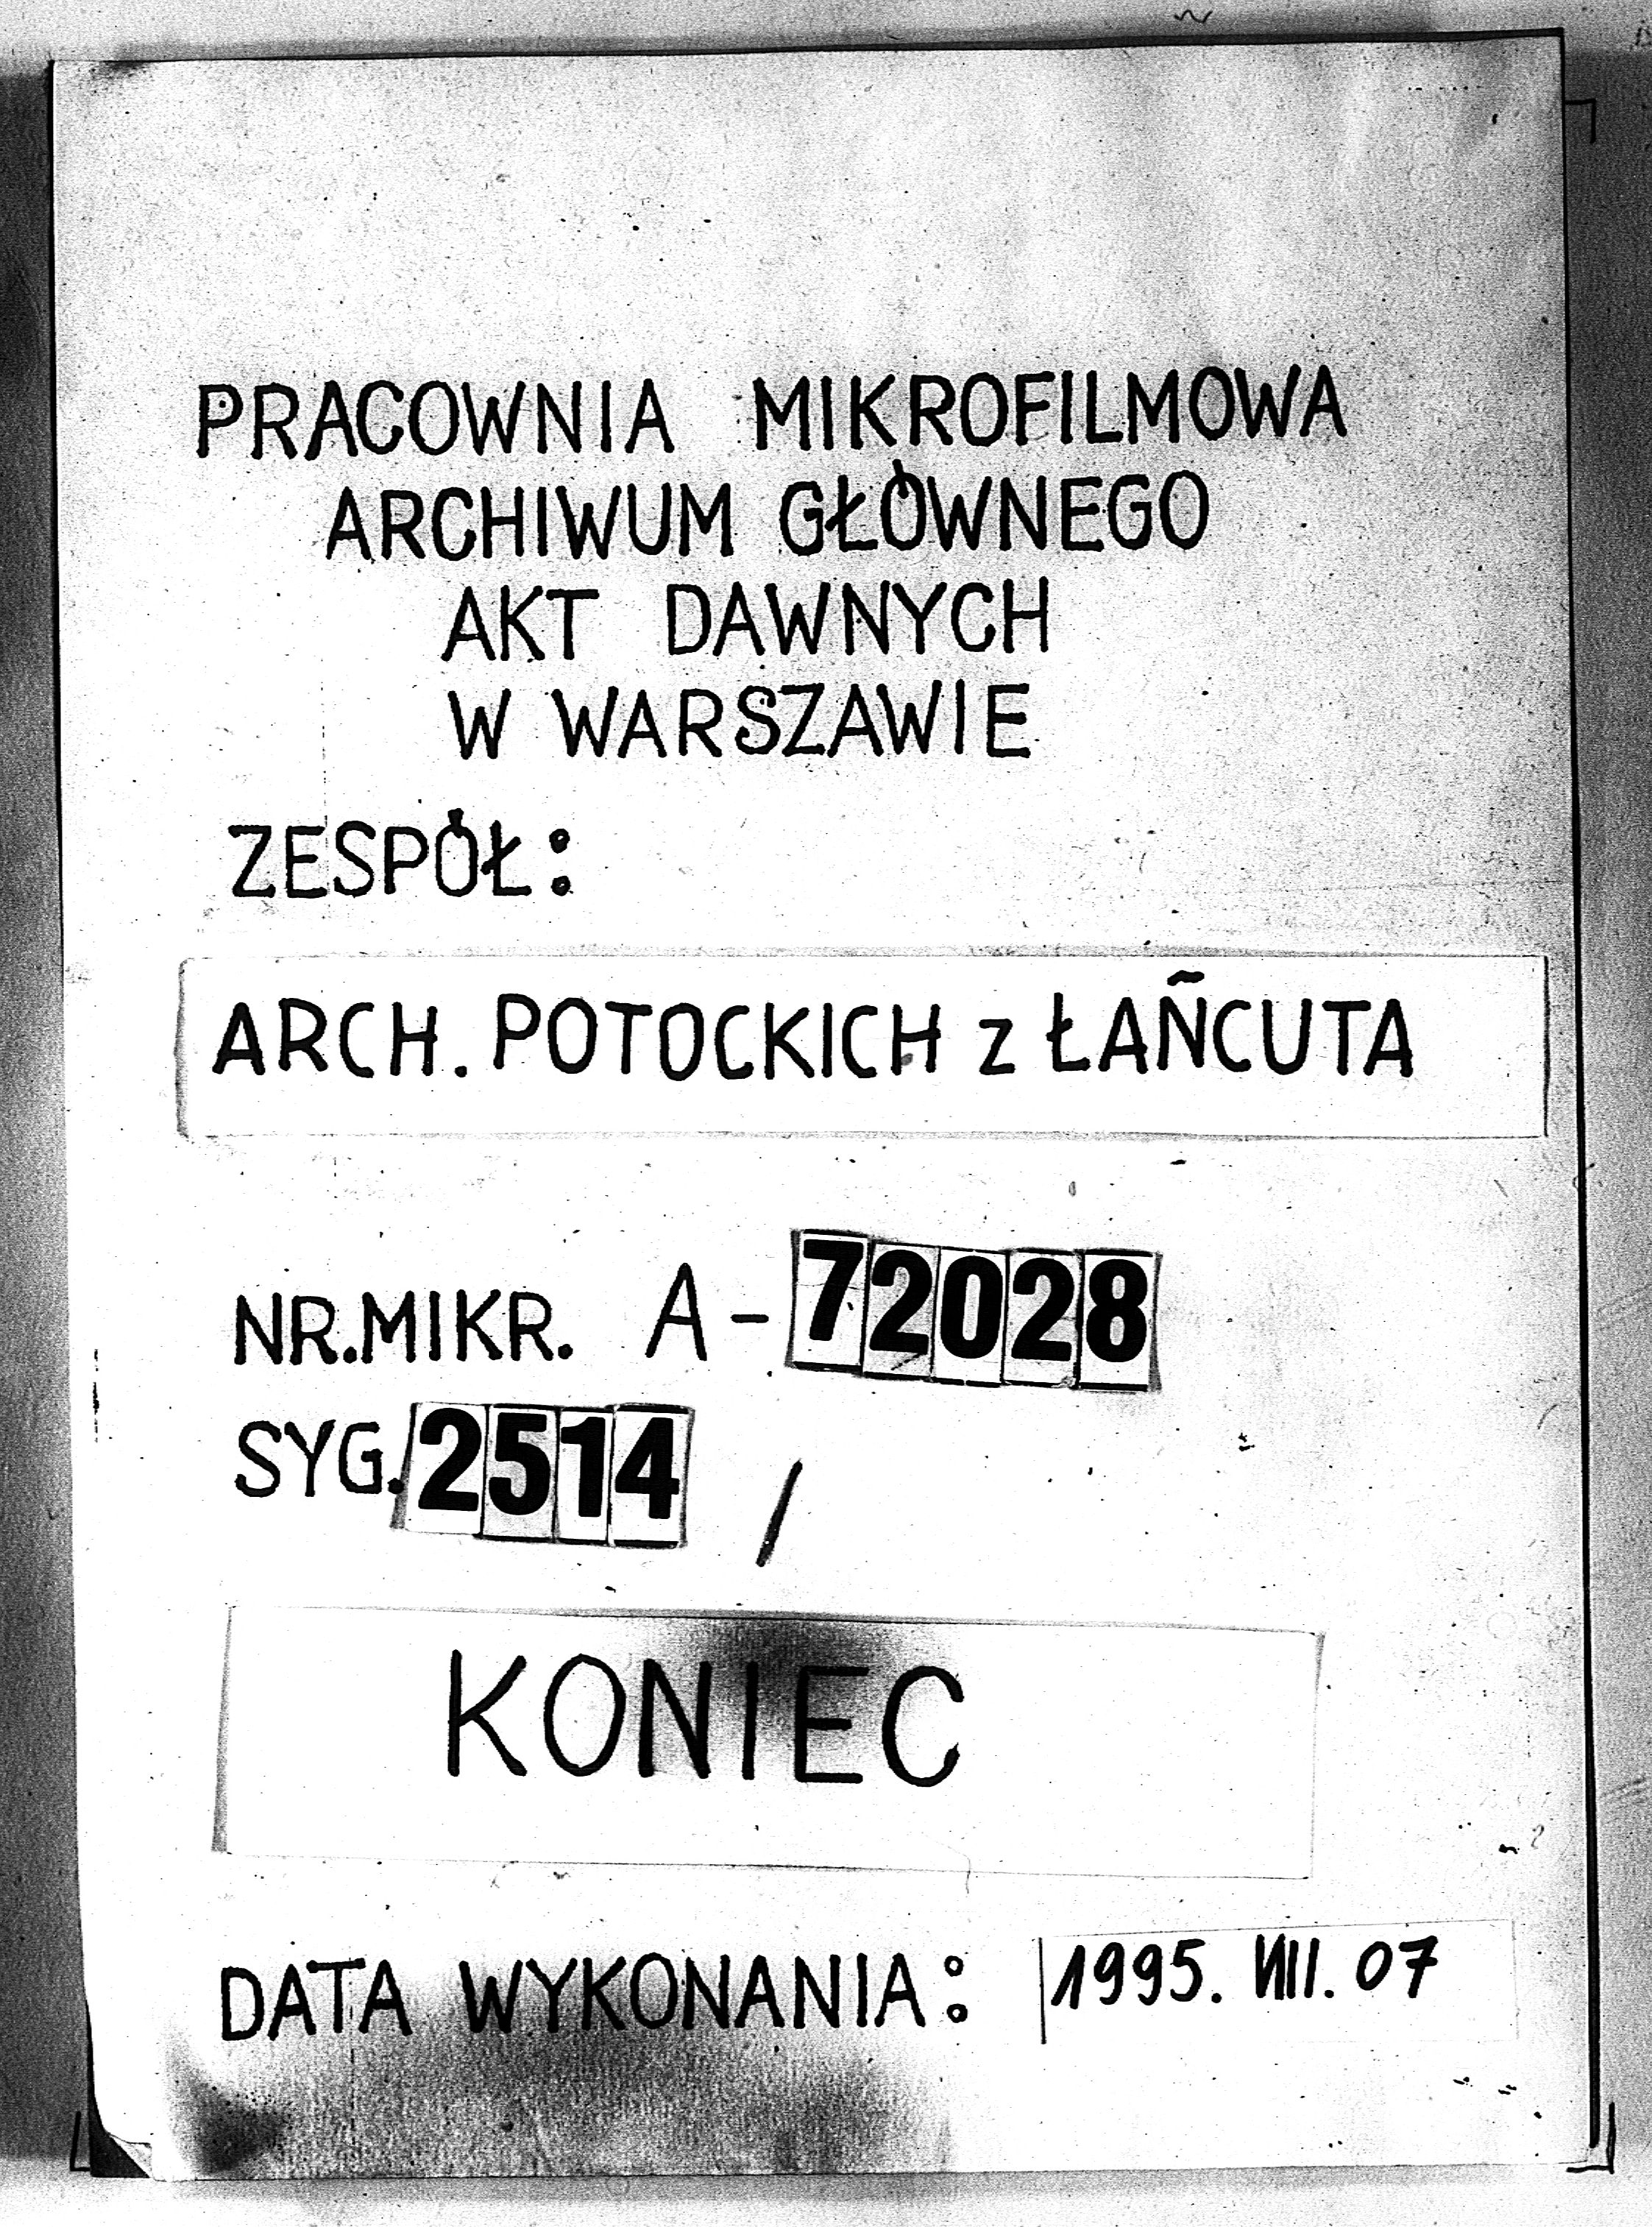 PRACOWNIA MIKROFILMOWA
ARCHIWUM GŁÓWNEGO
AKT DAWNYCH
W WARSZAWIE
ZESPÓŁ:
ARCH. POTOCKICH z ŁAŃCUTA
NR.MIKR. A-72028
SYG. 2514 /
KONIEC
DATA WYKONANIA: 1995. VIII. 07